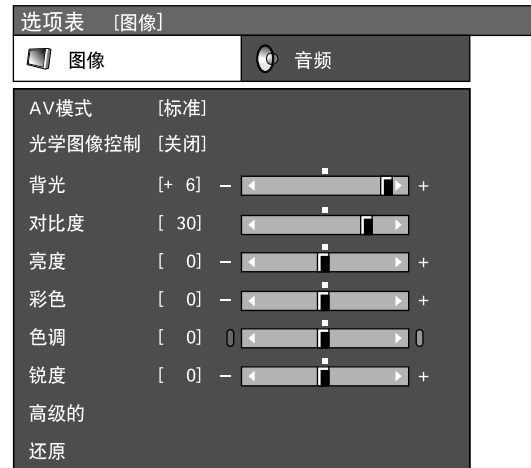 选项表 [图像]
图像 音频
AV模式 [标准]
光学图像控制 [关闭]
背光 [+ 6] − +
对比度 [ 30]
亮度 [ 0] − +
彩色 [ 0] − +
色调 [ 0]
锐度 [ 0] − +
高级的
还原